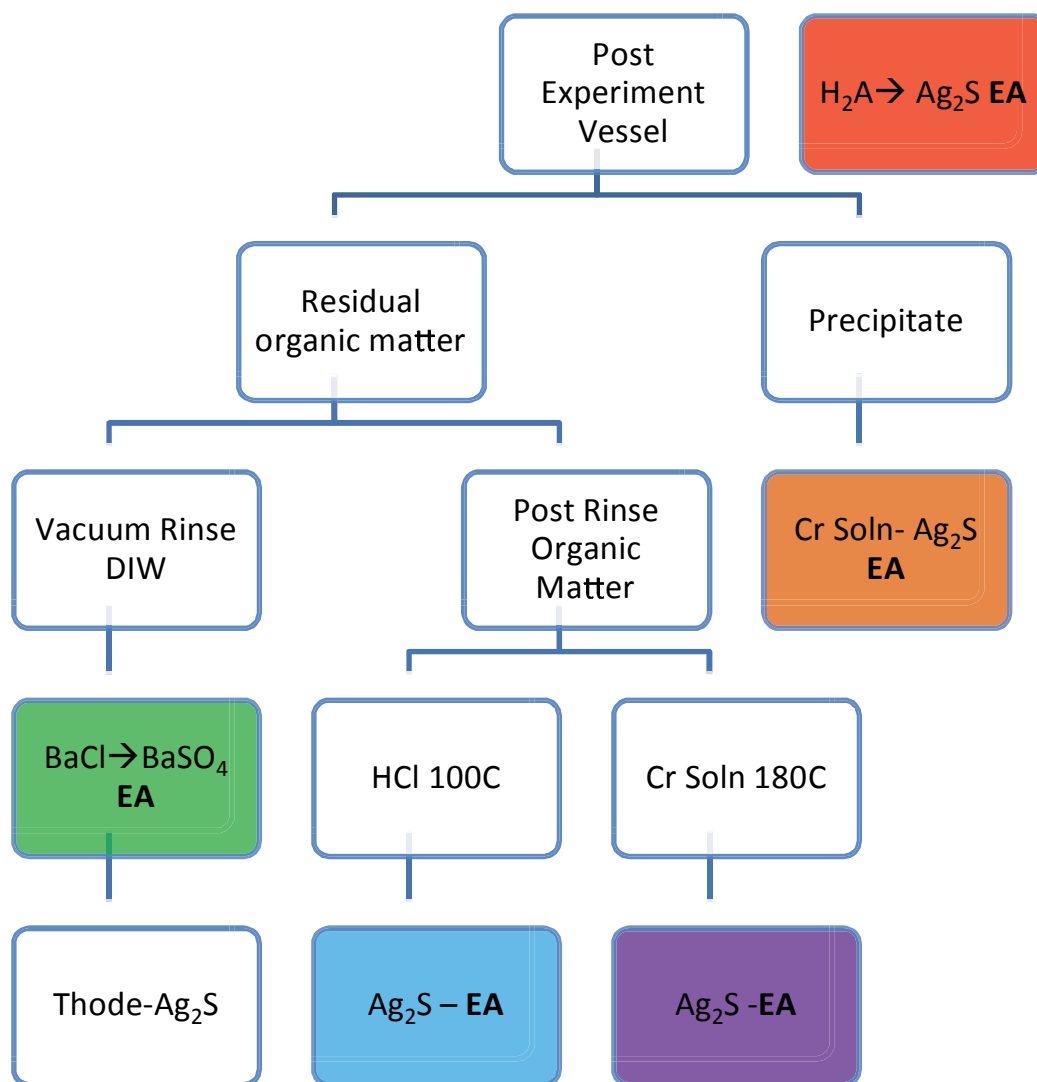 Post
Experiment
Vessel
H₂A→ Ag₂S EA
Residual
organic matter
Precipitate
Vacuum Rinse
DIW
Post Rinse
Organic
Matter
Cr Soln- Ag₂S
EA
BaCl→BaSO₄
EA
HCl 100C
Cr Soln 180C
Thode-Ag₂S
Ag₂S – EA
Ag₂S -EA